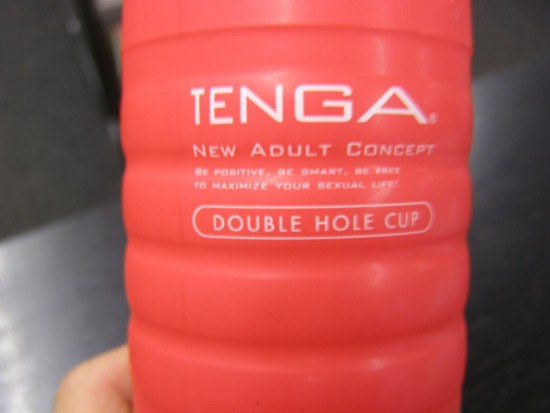 TENGA®
NEW ADULT CONCEPT
BE POSITIVE, BE SMART, BE FREE
TO MAXIMIZE YOUR SEXUAL LIFE!
DOUBLE HOLE CUP